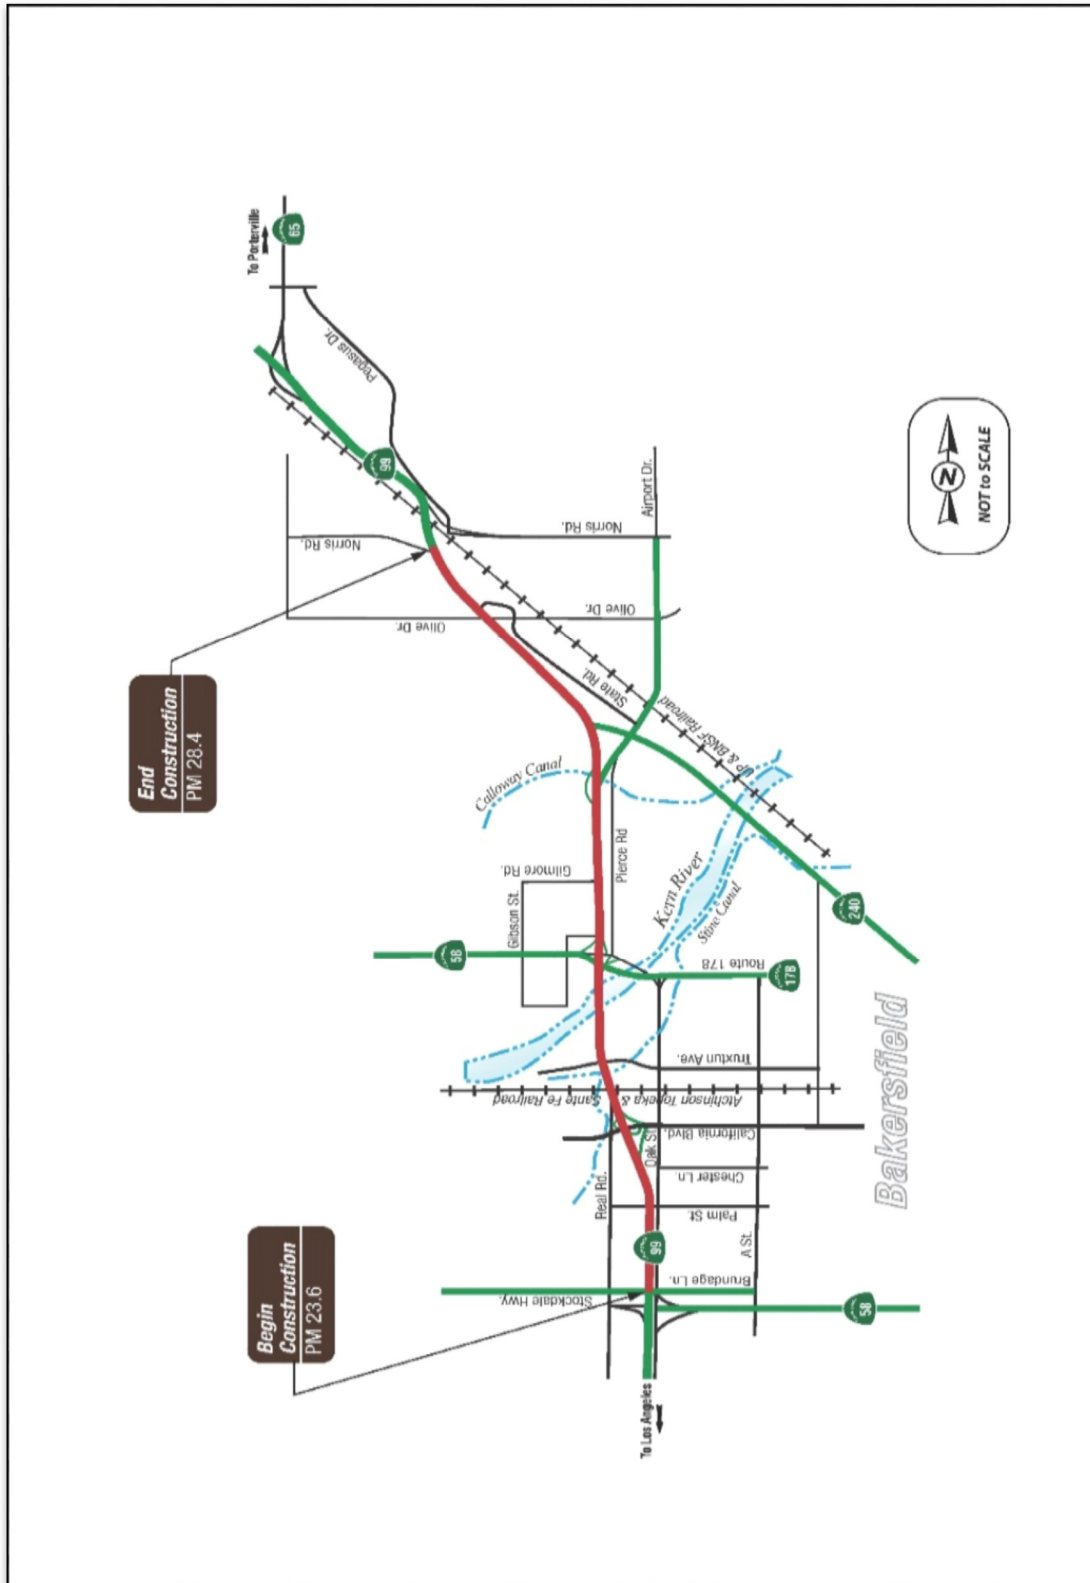 To Porterville
65
Pegasus Dr.
99
Norris Rd.
Norris Rd.
Airport Dr.
Olive Dr.
Olive Dr.
State Rd.
UP & BNSF Railroad
End
Construction
PM 28.4
Calloway Canal
Gilmore Rd.
Pierce Rd
Gibson St.
Kern River
Stine Canal
240
58
Route 178
178
Truxtun Ave.
Atchinson Topeka & Sante Fe Railroad
California Blvd.
Oak St.
Chester Ln.
Real Rd.
Palm St.
A St.
99
Brundage Ln.
Stockdale Hwy.
58
Begin
Construction
PM 23.6
To Los Angeles
Bakersfield
N
NOT to SCALE